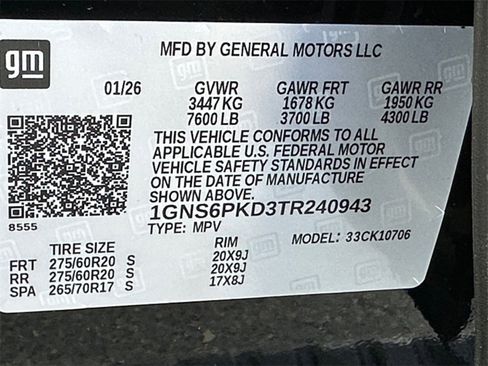 gm
MFD BY GENERAL MOTORS LLC
01/26 GVWR GAWR FRT GAWR RR
3447 KG 1678 KG 1950 KG
7600 LB 3700 LB 4300 LB
THIS VEHICLE CONFORMS TO ALL
APPLICABLE U.S. FEDERAL MOTOR
VEHICLE SAFETY STANDARDS IN EFFECT
ON THE DATE OF MANUFACTURE
SHOWN ABOVE.
8555
1GNS6PKD3TR240943
TYPE: MPV MODEL: 33CK10706
TIRE SIZE RIM
FRT 275/60R20 S 20X9J
RR 275/60R20 S 20X9J
SPA 265/70R17 S 17X8J